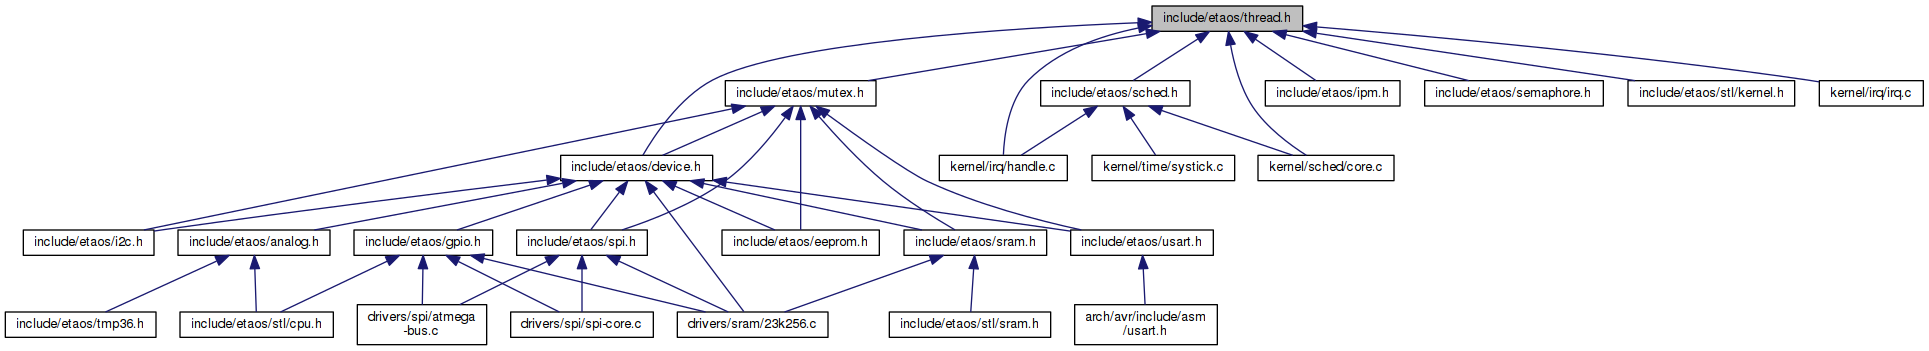 include/etaos/thread.h
include/etaos/mutex.h
include/etaos/sched.h
include/etaos/ipm.h
include/etaos/semaphore.h
include/etaos/stl/kernel.h
kernel/irq/irq.c
include/etaos/device.h
kernel/irq/handle.c
kernel/time/systick.c
kernel/sched/core.c
include/etaos/i2c.h
include/etaos/analog.h
include/etaos/gpio.h
include/etaos/spi.h
include/etaos/eeprom.h
include/etaos/sram.h
include/etaos/usart.h
include/etaos/tmp36.h
include/etaos/stl/cpu.h
drivers/spi/atmega
-bus.c
drivers/spi/spi-core.c
drivers/sram/23k256.c
include/etaos/stl/sram.h
arch/avr/include/asm
/usart.h